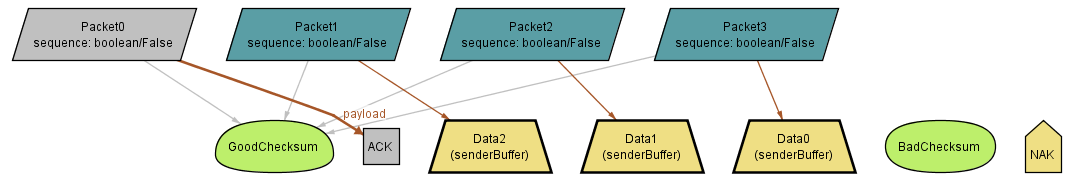 Packet0
sequence: boolean/False
Packet1
sequence: boolean/False
Packet2
sequence: boolean/False
Packet3
sequence: boolean/False
payload
GoodChecksum
ACK
Data2
(senderBuffer)
Data1
(senderBuffer)
Data0
(senderBuffer)
BadChecksum
NAK